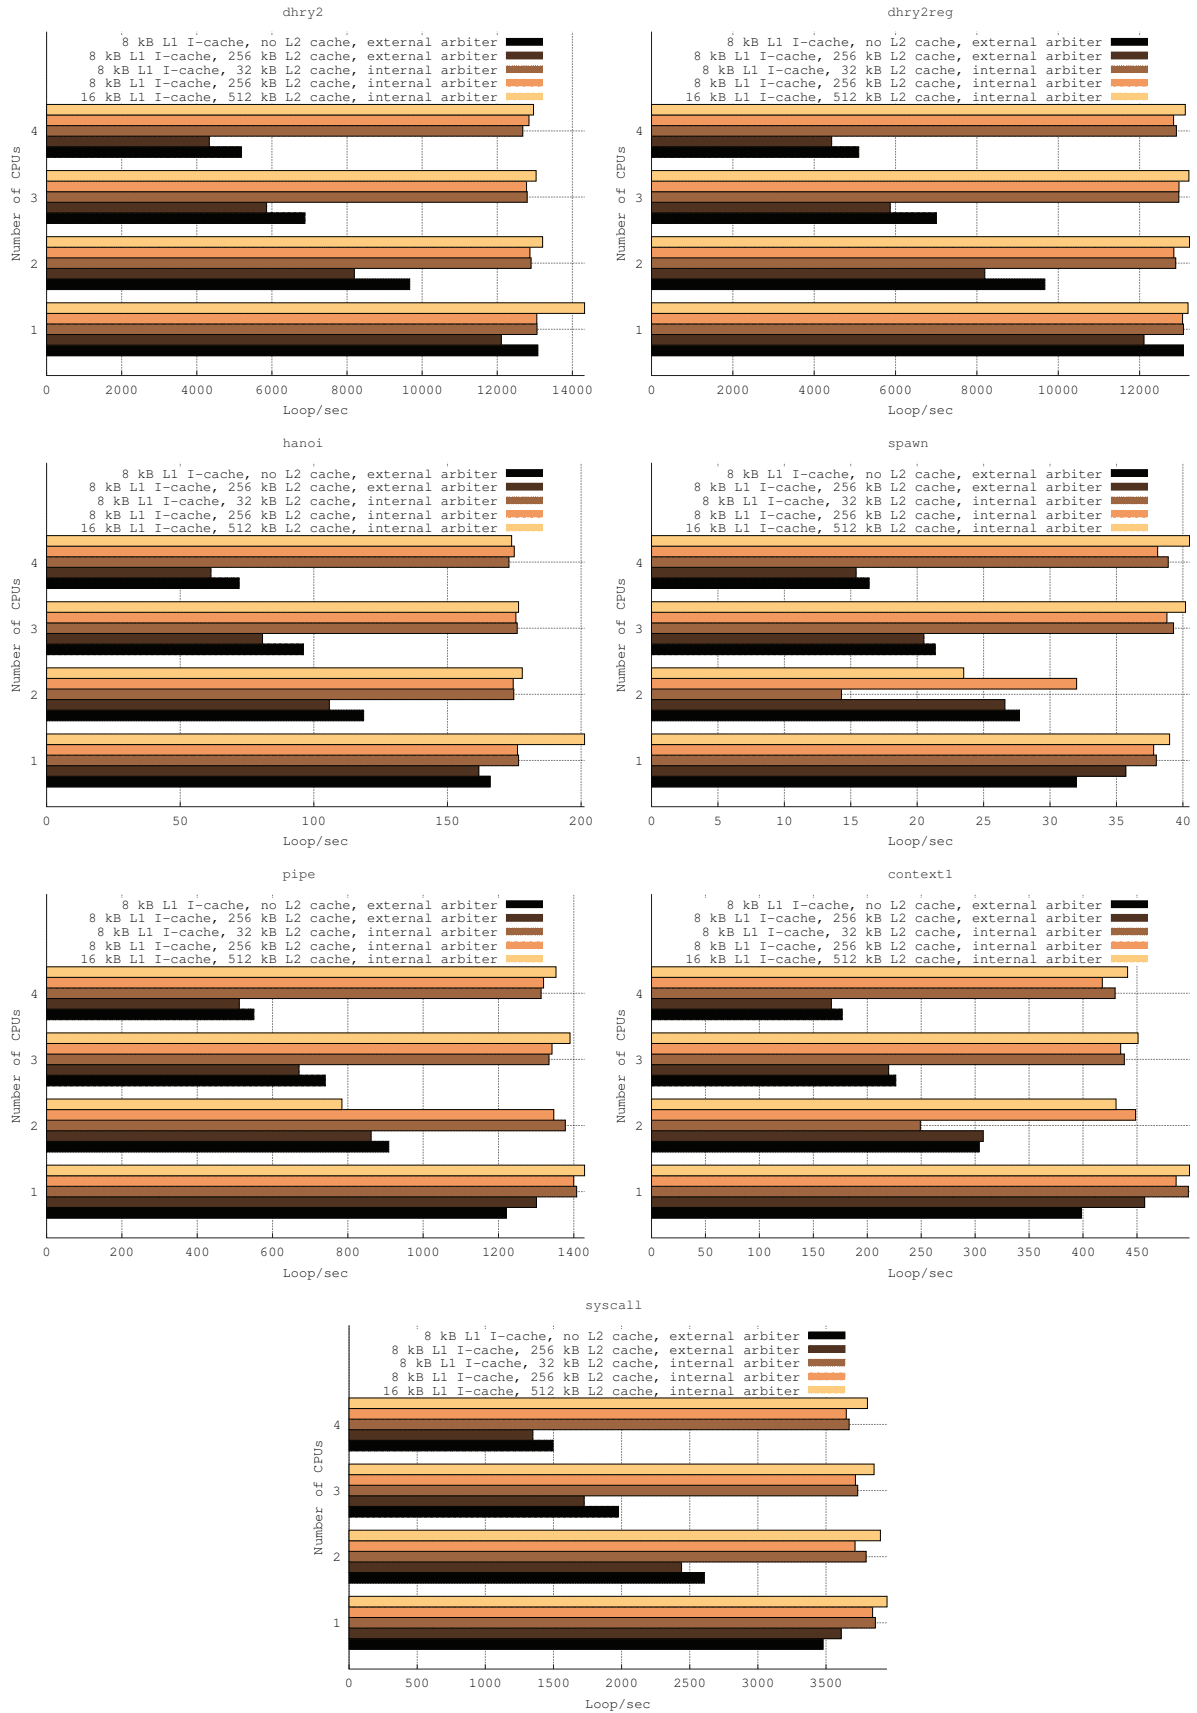 dhry2
8 kB L1 I-cache, no L2 cache, external arbiter
8 kB L1 I-cache, 256 kB L2 cache, external arbiter
8 kB L1 I-cache, 32 kB L2 cache, internal arbiter
8 kB L1 I-cache, 256 kB L2 cache, internal arbiter
16 kB L1 I-cache, 512 kB L2 cache, internal arbiter
Number of CPUs
4
3
2
1
0 2000 4000 6000 8000 10000 12000 14000
Loop/sec
dhry2reg
8 kB L1 I-cache, no L2 cache, external arbiter
8 kB L1 I-cache, 256 kB L2 cache, external arbiter
8 kB L1 I-cache, 32 kB L2 cache, internal arbiter
8 kB L1 I-cache, 256 kB L2 cache, internal arbiter
16 kB L1 I-cache, 512 kB L2 cache, internal arbiter
Number of CPUs
4
3
2
1
0 2000 4000 6000 8000 10000 12000
Loop/sec
hanoi
8 kB L1 I-cache, no L2 cache, external arbiter
8 kB L1 I-cache, 256 kB L2 cache, external arbiter
8 kB L1 I-cache, 32 kB L2 cache, internal arbiter
8 kB L1 I-cache, 256 kB L2 cache, internal arbiter
16 kB L1 I-cache, 512 kB L2 cache, internal arbiter
Number of CPUs
4
3
2
1
0 50 100 150 200
Loop/sec
spawn
8 kB L1 I-cache, no L2 cache, external arbiter
8 kB L1 I-cache, 256 kB L2 cache, external arbiter
8 kB L1 I-cache, 32 kB L2 cache, internal arbiter
8 kB L1 I-cache, 256 kB L2 cache, internal arbiter
16 kB L1 I-cache, 512 kB L2 cache, internal arbiter
Number of CPUs
4
3
2
1
0 5 10 15 20 25 30 35 40
Loop/sec
pipe
8 kB L1 I-cache, no L2 cache, external arbiter
8 kB L1 I-cache, 256 kB L2 cache, external arbiter
8 kB L1 I-cache, 32 kB L2 cache, internal arbiter
8 kB L1 I-cache, 256 kB L2 cache, internal arbiter
16 kB L1 I-cache, 512 kB L2 cache, internal arbiter
Number of CPUs
4
3
2
1
0 200 400 600 800 1000 1200 1400
Loop/sec
context1
8 kB L1 I-cache, no L2 cache, external arbiter
8 kB L1 I-cache, 256 kB L2 cache, external arbiter
8 kB L1 I-cache, 32 kB L2 cache, internal arbiter
8 kB L1 I-cache, 256 kB L2 cache, internal arbiter
16 kB L1 I-cache, 512 kB L2 cache, internal arbiter
Number of CPUs
4
3
2
1
0 50 100 150 200 250 300 350 400 450
Loop/sec
syscall
8 kB L1 I-cache, no L2 cache, external arbiter
8 kB L1 I-cache, 256 kB L2 cache, external arbiter
8 kB L1 I-cache, 32 kB L2 cache, internal arbiter
8 kB L1 I-cache, 256 kB L2 cache, internal arbiter
16 kB L1 I-cache, 512 kB L2 cache, internal arbiter
Number of CPUs
4
3
2
1
0 500 1000 1500 2000 2500 3000 3500
Loop/sec